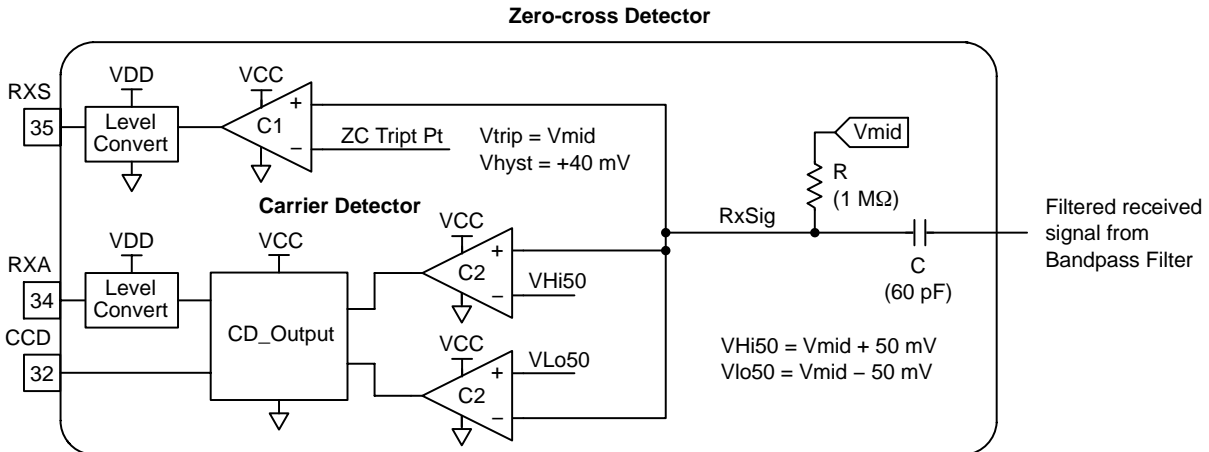 Zero-cross Detector
RXS
35
VDD
Level
Convert
VCC
C1
+
−
ZC Tript Pt
Vtrip = Vmid
Vhyst = +40 mV
Vmid
R
(1 MΩ)
RxSig
C
(60 pF)
Filtered received
signal from
Bandpass Filter
Carrier Detector
RXA
34
VDD
Level
Convert
CCD
32
VCC
CD_Output
VCC
C2
+
−
VHi50
VCC
C2
+
−
VLo50
VHi50 = Vmid + 50 mV
Vlo50 = Vmid − 50 mV